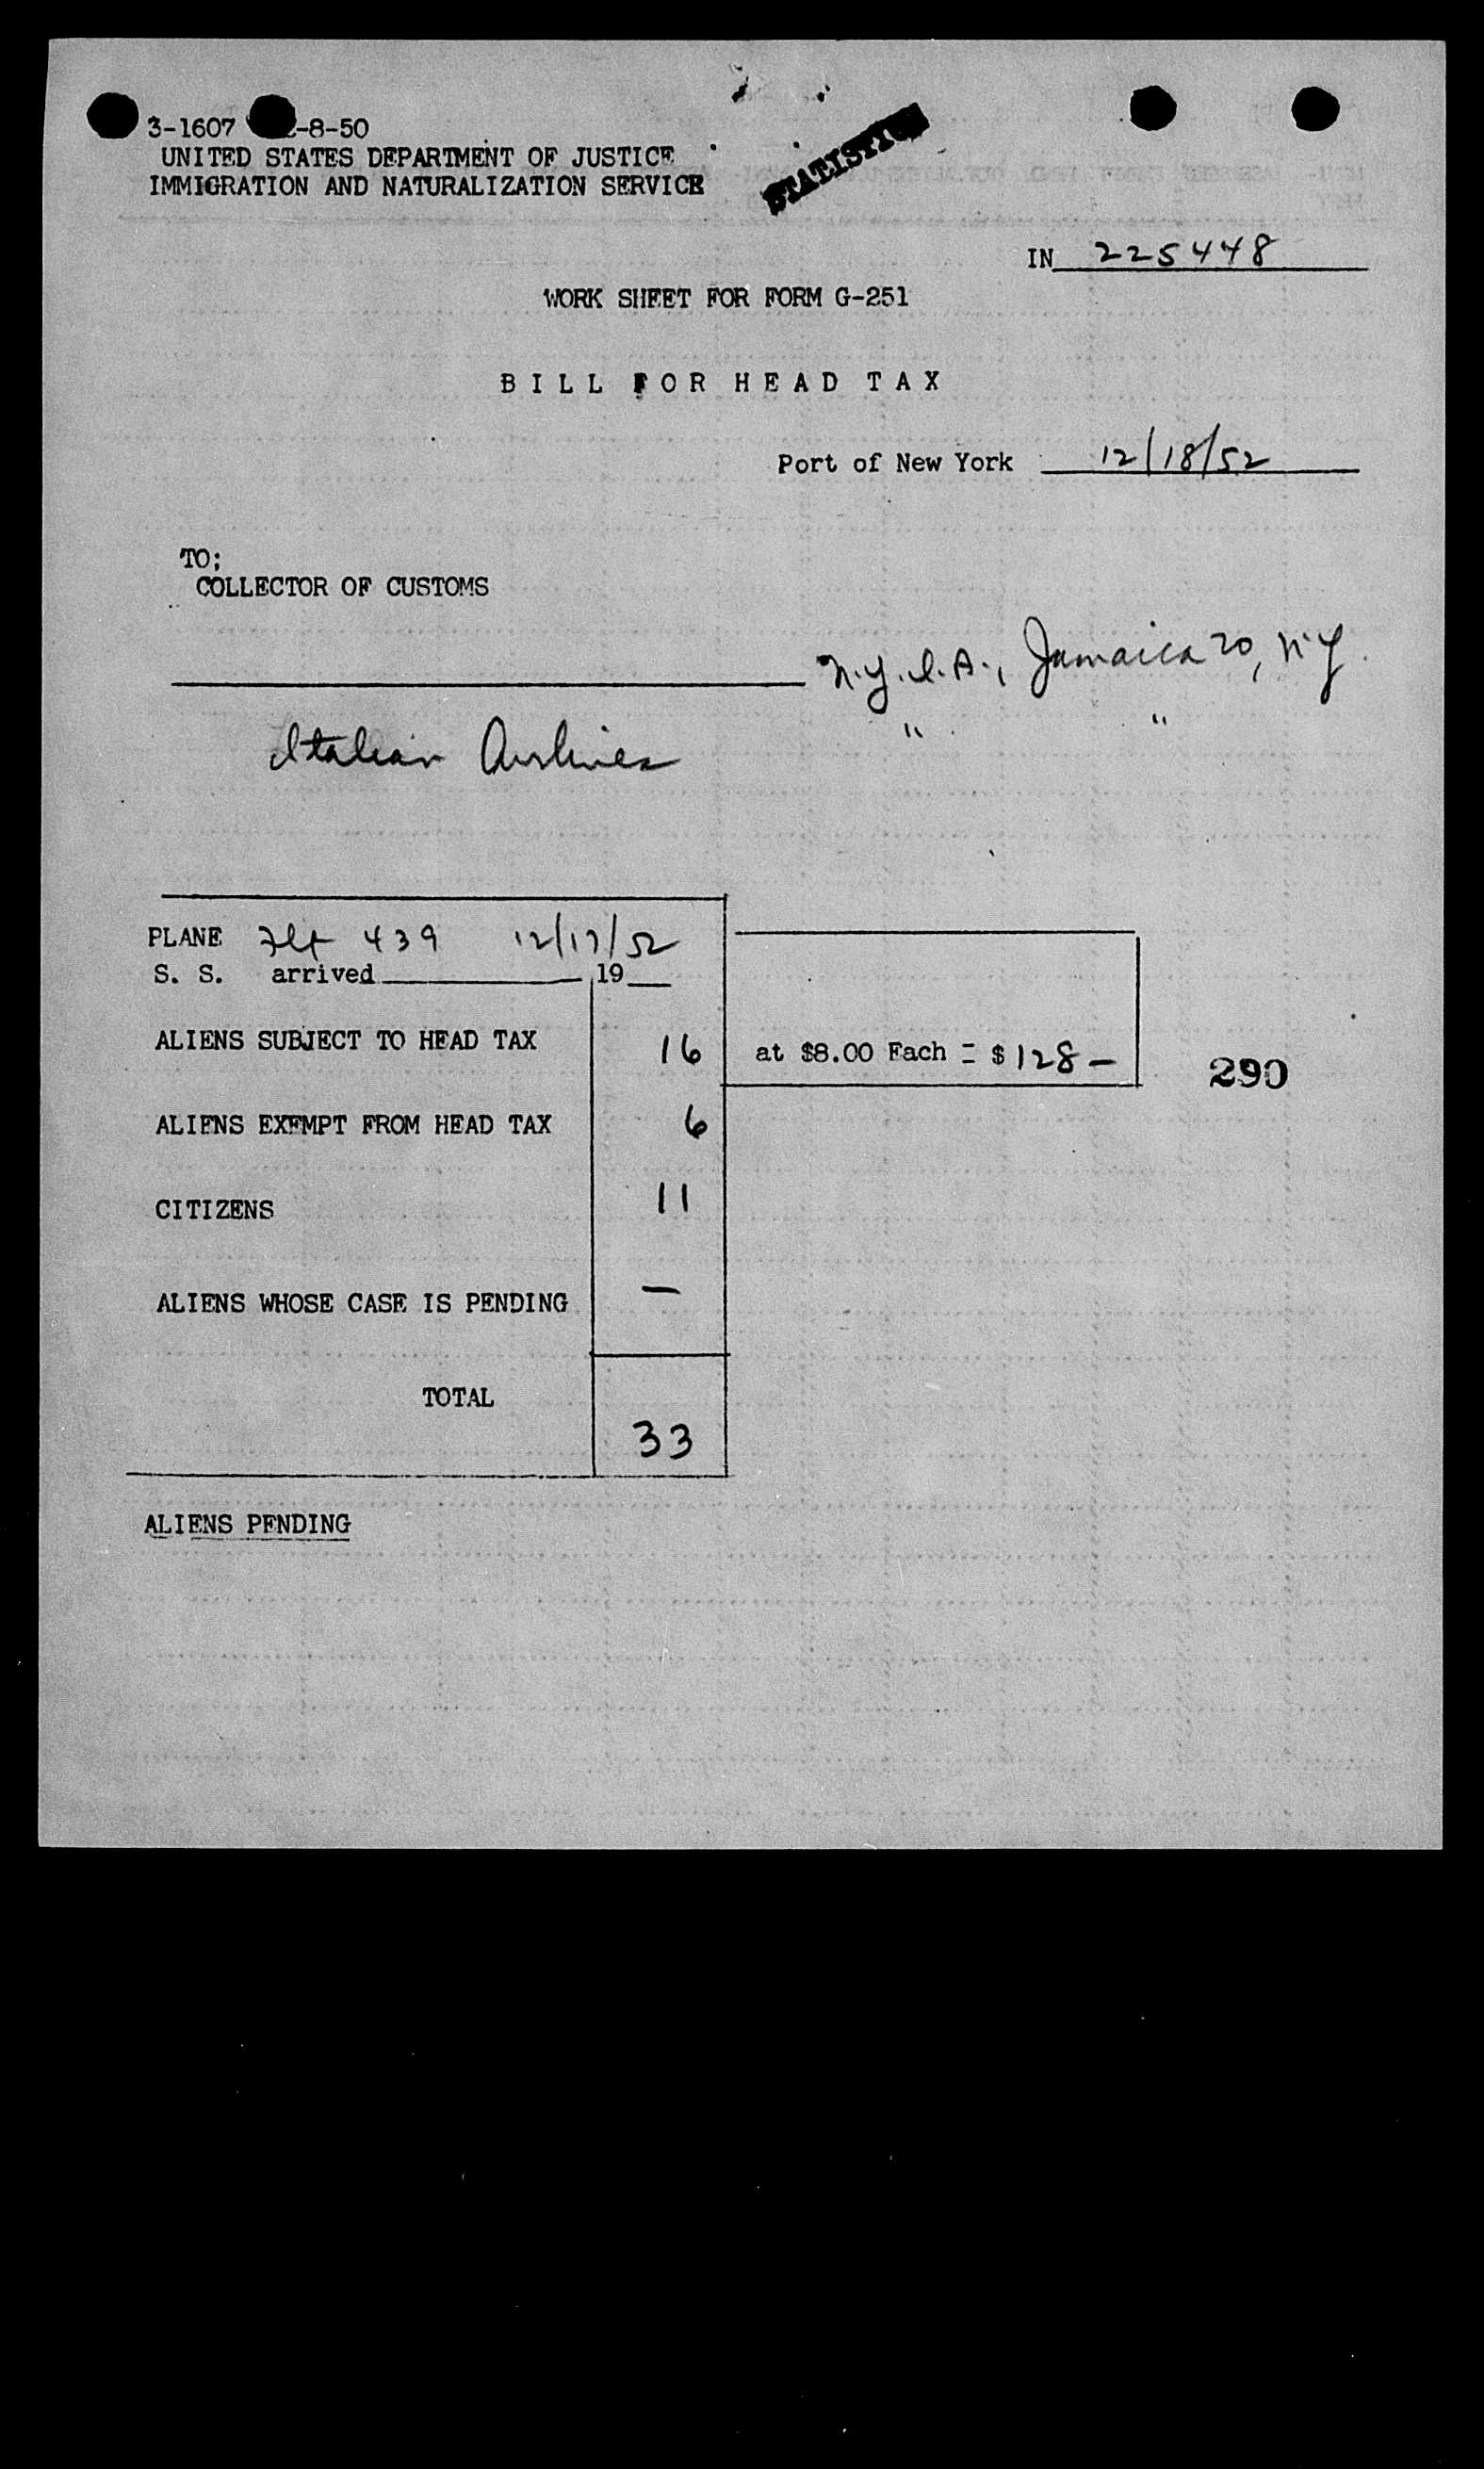 3-1607 -8-50
UNITED STATES DEPARTMENT OF JUSTICE
IMMIGRATION AND NATURALIZATION SERVICE
IN 225448
WORK SHEET FOR FORM G-251
BILL FOR HEAD TAX
Port of New York 12/18/52
TO;
COLLECTOR OF CUSTOMS
N.Y.I.A., Jamaica 20, N.Y.
Italian Airlines " "
PLANE Flt 439 12/17/52
S. S. arrived 19
ALIENS SUBJECT TO HEAD TAX 16 at $8.00 Each = $128—
290
ALIENS EXEMPT FROM HEAD TAX 6
CITIZENS 11
ALIENS WHOSE CASE IS PENDING —
TOTAL
33
ALIENS PENDING